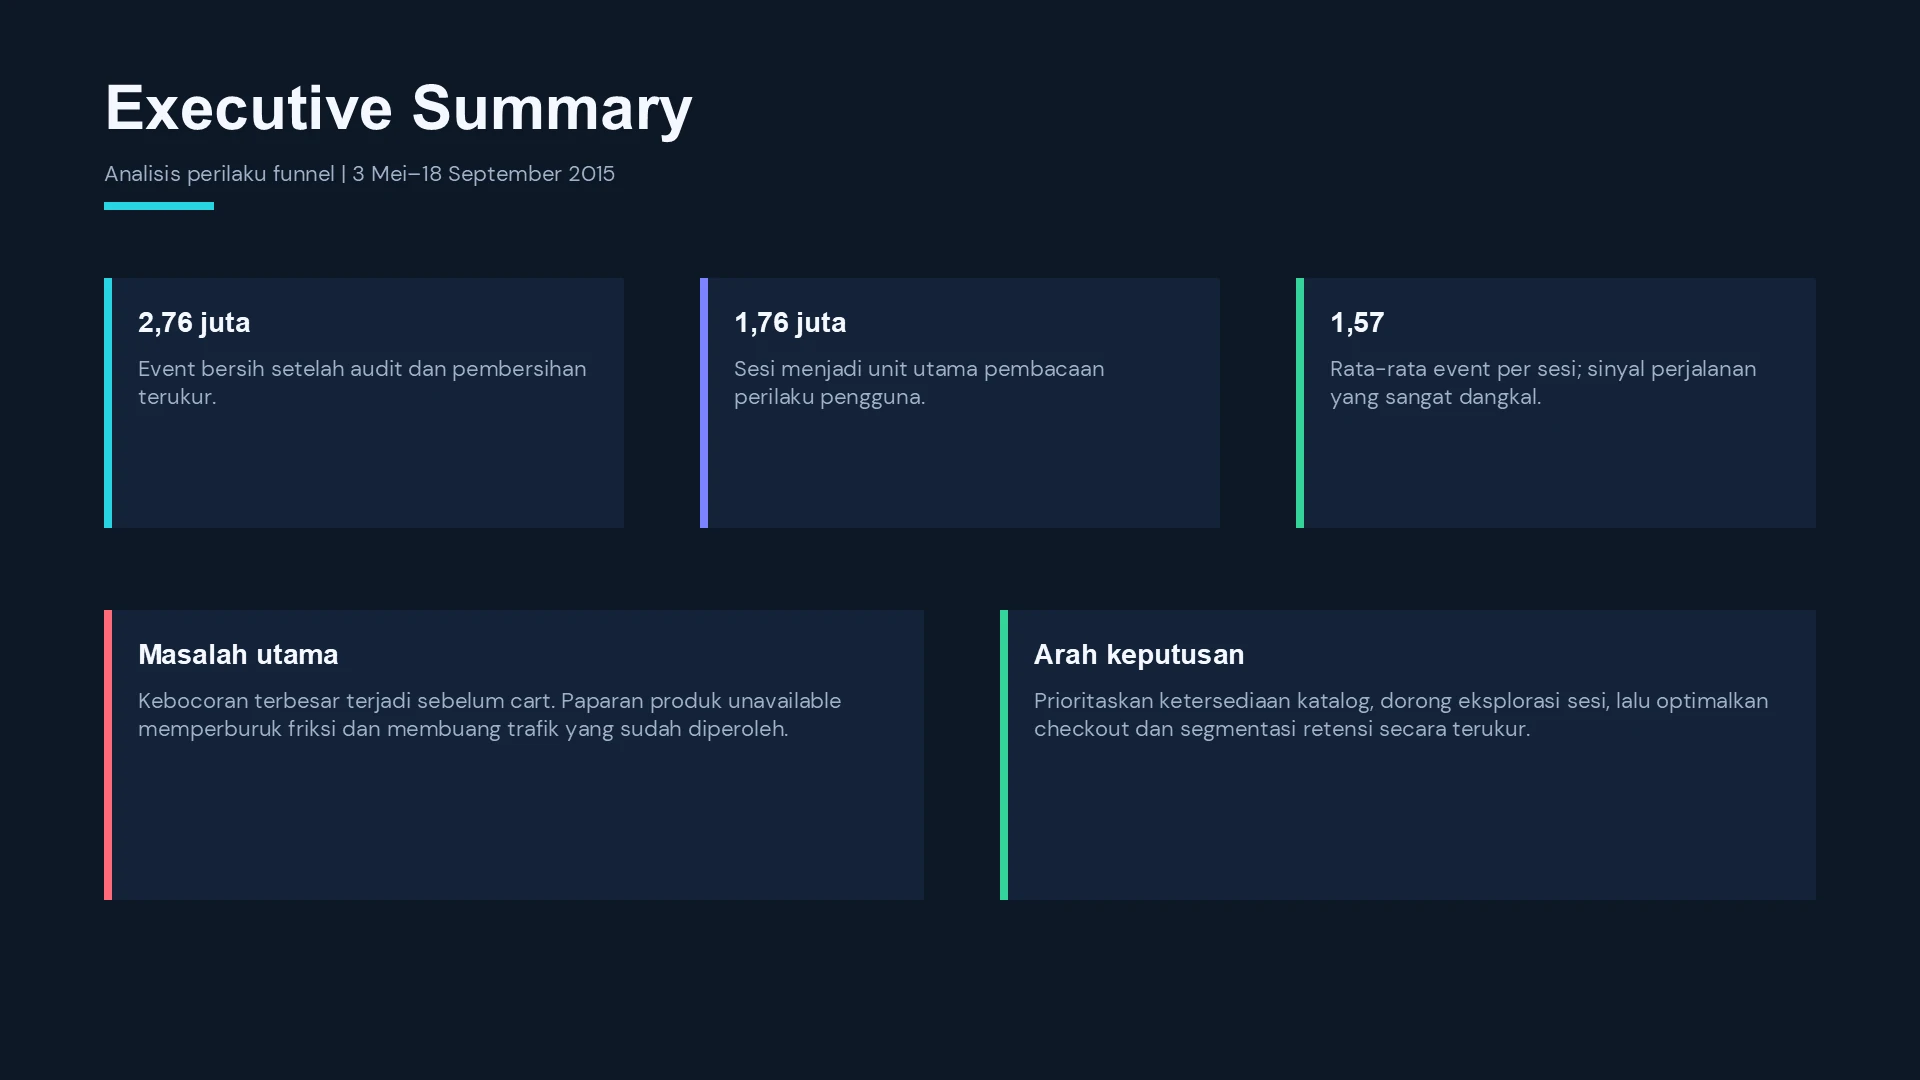 Executive Summary
Analisis perilaku funnel | 3 Mei–18 September 2015
2,76 juta
Event bersih setelah audit dan pembersihan
terukur.
1,76 juta
Sesi menjadi unit utama pembacaan
perilaku pengguna.
1,57
Rata-rata event per sesi; sinyal perjalanan
yang sangat dangkal.
Masalah utama
Kebocoran terbesar terjadi sebelum cart. Paparan produk unavailable
memperburuk friksi dan membuang trafik yang sudah diperoleh.
Arah keputusan
Prioritaskan ketersediaan katalog, dorong eksplorasi sesi, lalu optimalkan
checkout dan segmentasi retensi secara terukur.